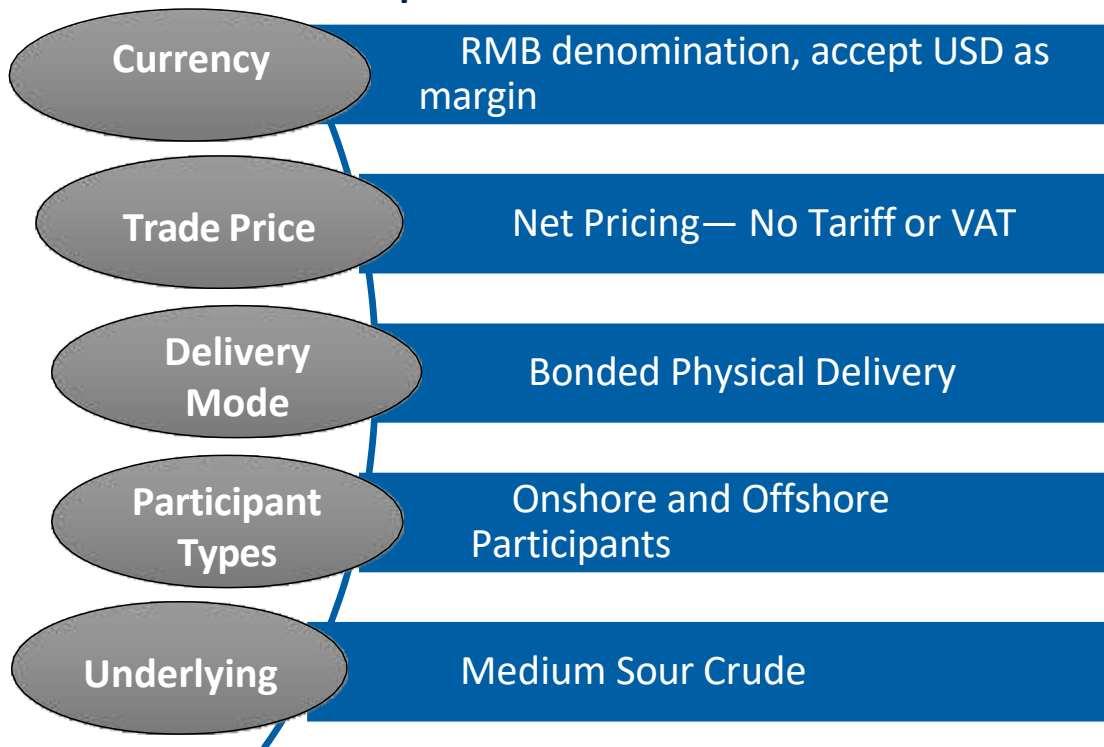 Currency
RMB denomination, accept USD as
margin
Trade Price
Net Pricing— No Tariff or VAT
Delivery
Mode
Bonded Physical Delivery
Participant
Types
Onshore and Offshore
Participants
Underlying
Medium Sour Crude